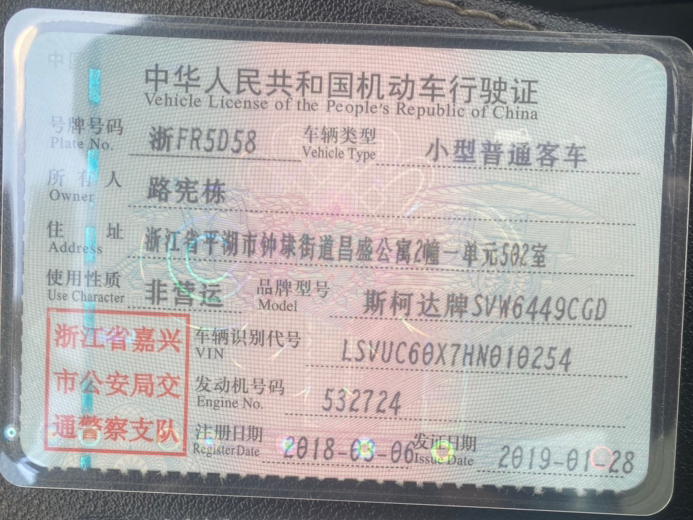 中华人民共和国机动车行驶证
Vehicle License of the People's Republic of China
号牌号码 浙FR5D58 车辆类型 小型普通客车
Plate No. Vehicle Type
所有人 路宪栋
Owner
住址 浙江省平湖市钟埭街道昌盛公寓2幢一单元502室
Address
使用性质 非营运 品牌型号 斯柯达牌SVW6449CGD
Use Character Model
浙江省嘉兴
市公安局交
通警察支队
车辆识别代号 LSVUC60X7HN010254
VIN
发动机号码 532724
Engine No.
注册日期 2018-03-06 发证日期 2019-01-28
Register Date Issue Date